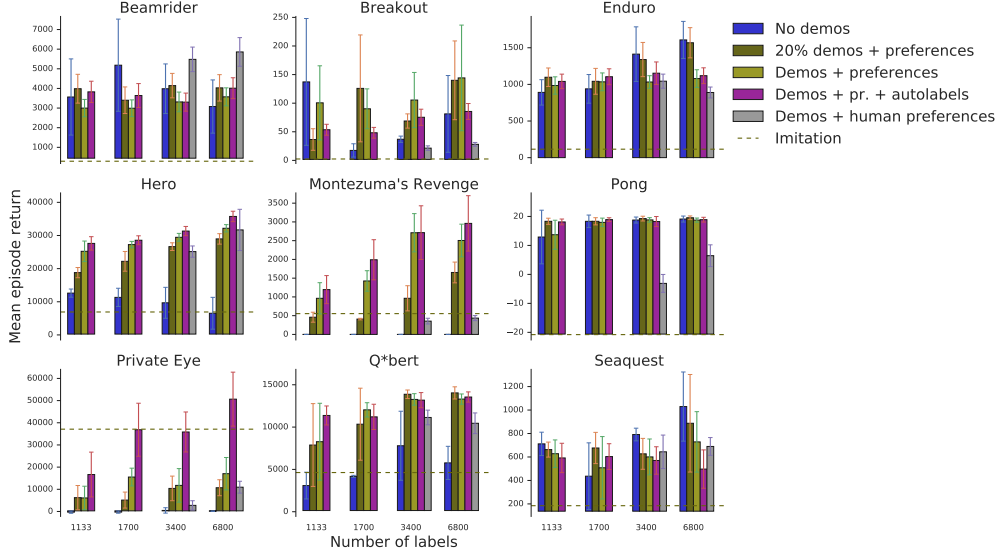 Beamrider
Breakout
Enduro
7000
6000
5000
4000
3000
2000
1000
250
200
150
100
50
0
1500
1000
500
0
No demos
20% demos + preferences
Demos + preferences
Demos + pr. + autolabels
Demos + human preferences
Imitation
Mean episode return
Hero
Montezuma's Revenge
Pong
40000
30000
20000
10000
0
3500
3000
2500
2000
1500
1000
500
0
20
10
0
−10
−20
Private Eye
Q*bert
Seaquest
60000
50000
40000
30000
20000
10000
0
15000
10000
5000
0
1200
1000
800
600
400
200
1133 1700 3400 6800
1133 1700 3400 6800
1133 1700 3400 6800
Number of labels